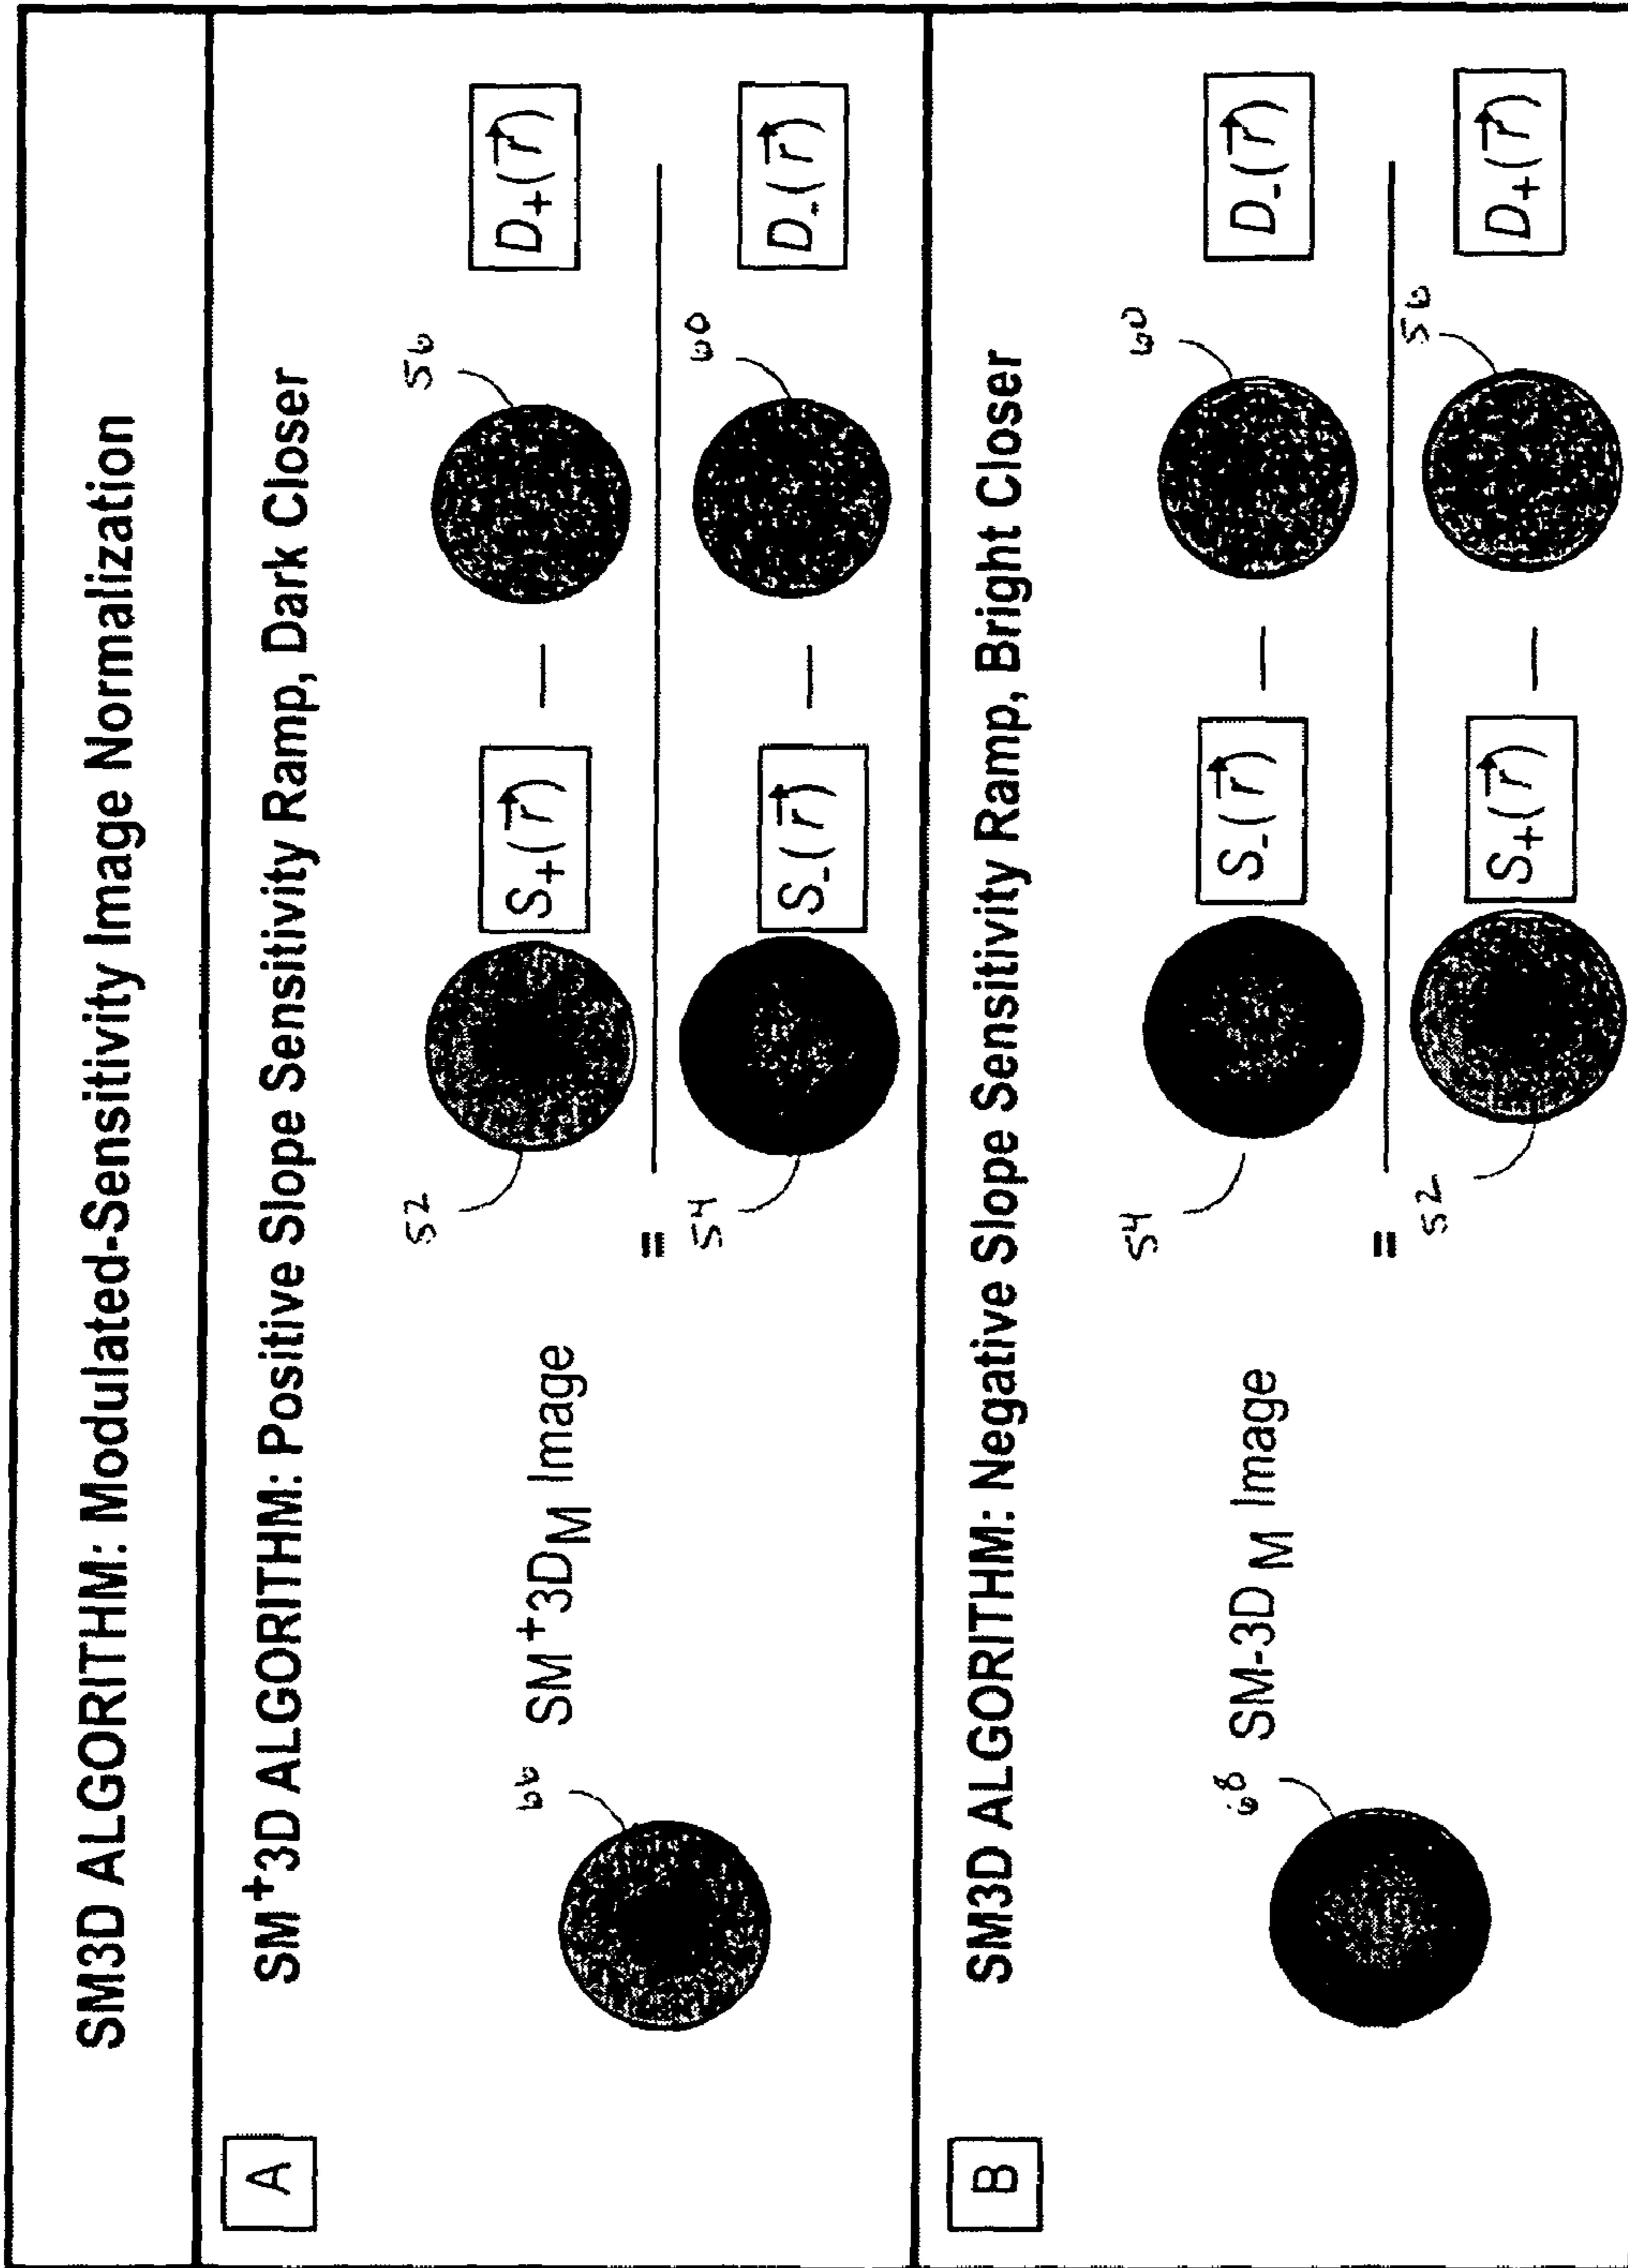 SM3D ALGORITHM: Modulated-Sensitivity Image Normalization
A
SM+3D ALGORITHM: Positive Slope Sensitivity Ramp, Dark Closer
66
SM+3DM Image
=
52
S+(r⃗)
—
56
D+(r⃗)
54
S-(r⃗)
—
60
D-(r⃗)
B
SM3D ALGORITHM: Negative Slope Sensitivity Ramp, Bright Closer
68
SM-3D M Image
=
54
S-(r⃗)
—
60
D-(r⃗)
52
S+(r⃗)
—
56
D+(r⃗)